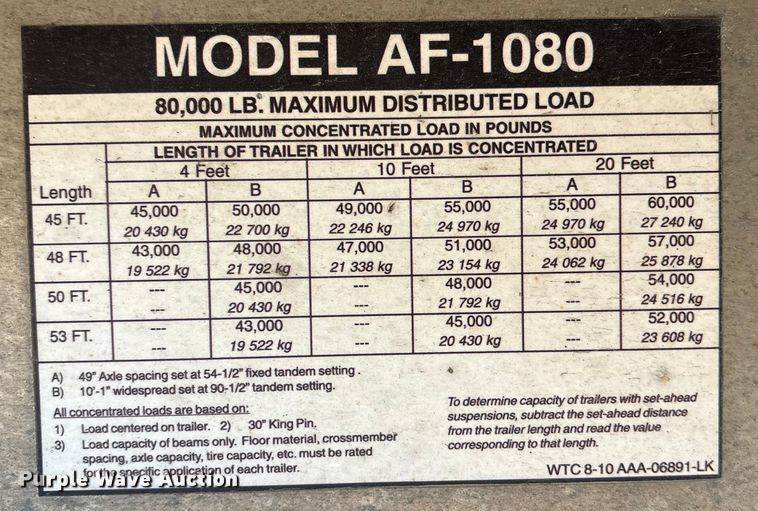 MODEL AF-1080
80,000 LB. MAXIMUM DISTRIBUTED LOAD
MAXIMUM CONCENTRATED LOAD IN POUNDS
LENGTH OF TRAILER IN WHICH LOAD IS CONCENTRATED
4 Feet 10 Feet 20 Feet
Length A B A B A B
45 FT. 45,000 50,000 49,000 55,000 55,000 60,000
20 430 kg 22 700 kg 22 246 kg 24 970 kg 24 970 kg 27 240 kg
48 FT. 43,000 48,000 47,000 51,000 53,000 57,000
19 522 kg 21 792 kg 21 338 kg 23 154 kg 24 062 kg 25 878 kg
50 FT. --- 45,000 --- 48,000 --- 54,000
--- 20 430 kg --- 21 792 kg --- 24 516 kg
53 FT. --- 43,000 --- 45,000 --- 52,000
--- 19 522 kg --- 20 430 kg --- 23 608 kg
A) 49" Axle spacing set at 54-1/2" fixed tandem setting .
B) 10'-1" widespread set at 90-1/2" tandem setting.
All concentrated loads are based on:
1) Load centered on trailer. 2) 30" King Pin.
3) Load capacity of beams only. Floor material, crossmember
spacing, axle capacity, tire capacity, etc. must be rated
for the specific application of each trailer.
To determine capacity of trailers with set-ahead
suspensions, subtract the set-ahead distance
from the trailer length and read the value
corresponding to that length.
WTC 8-10 AAA-06891-LK
Purple Wave Auction